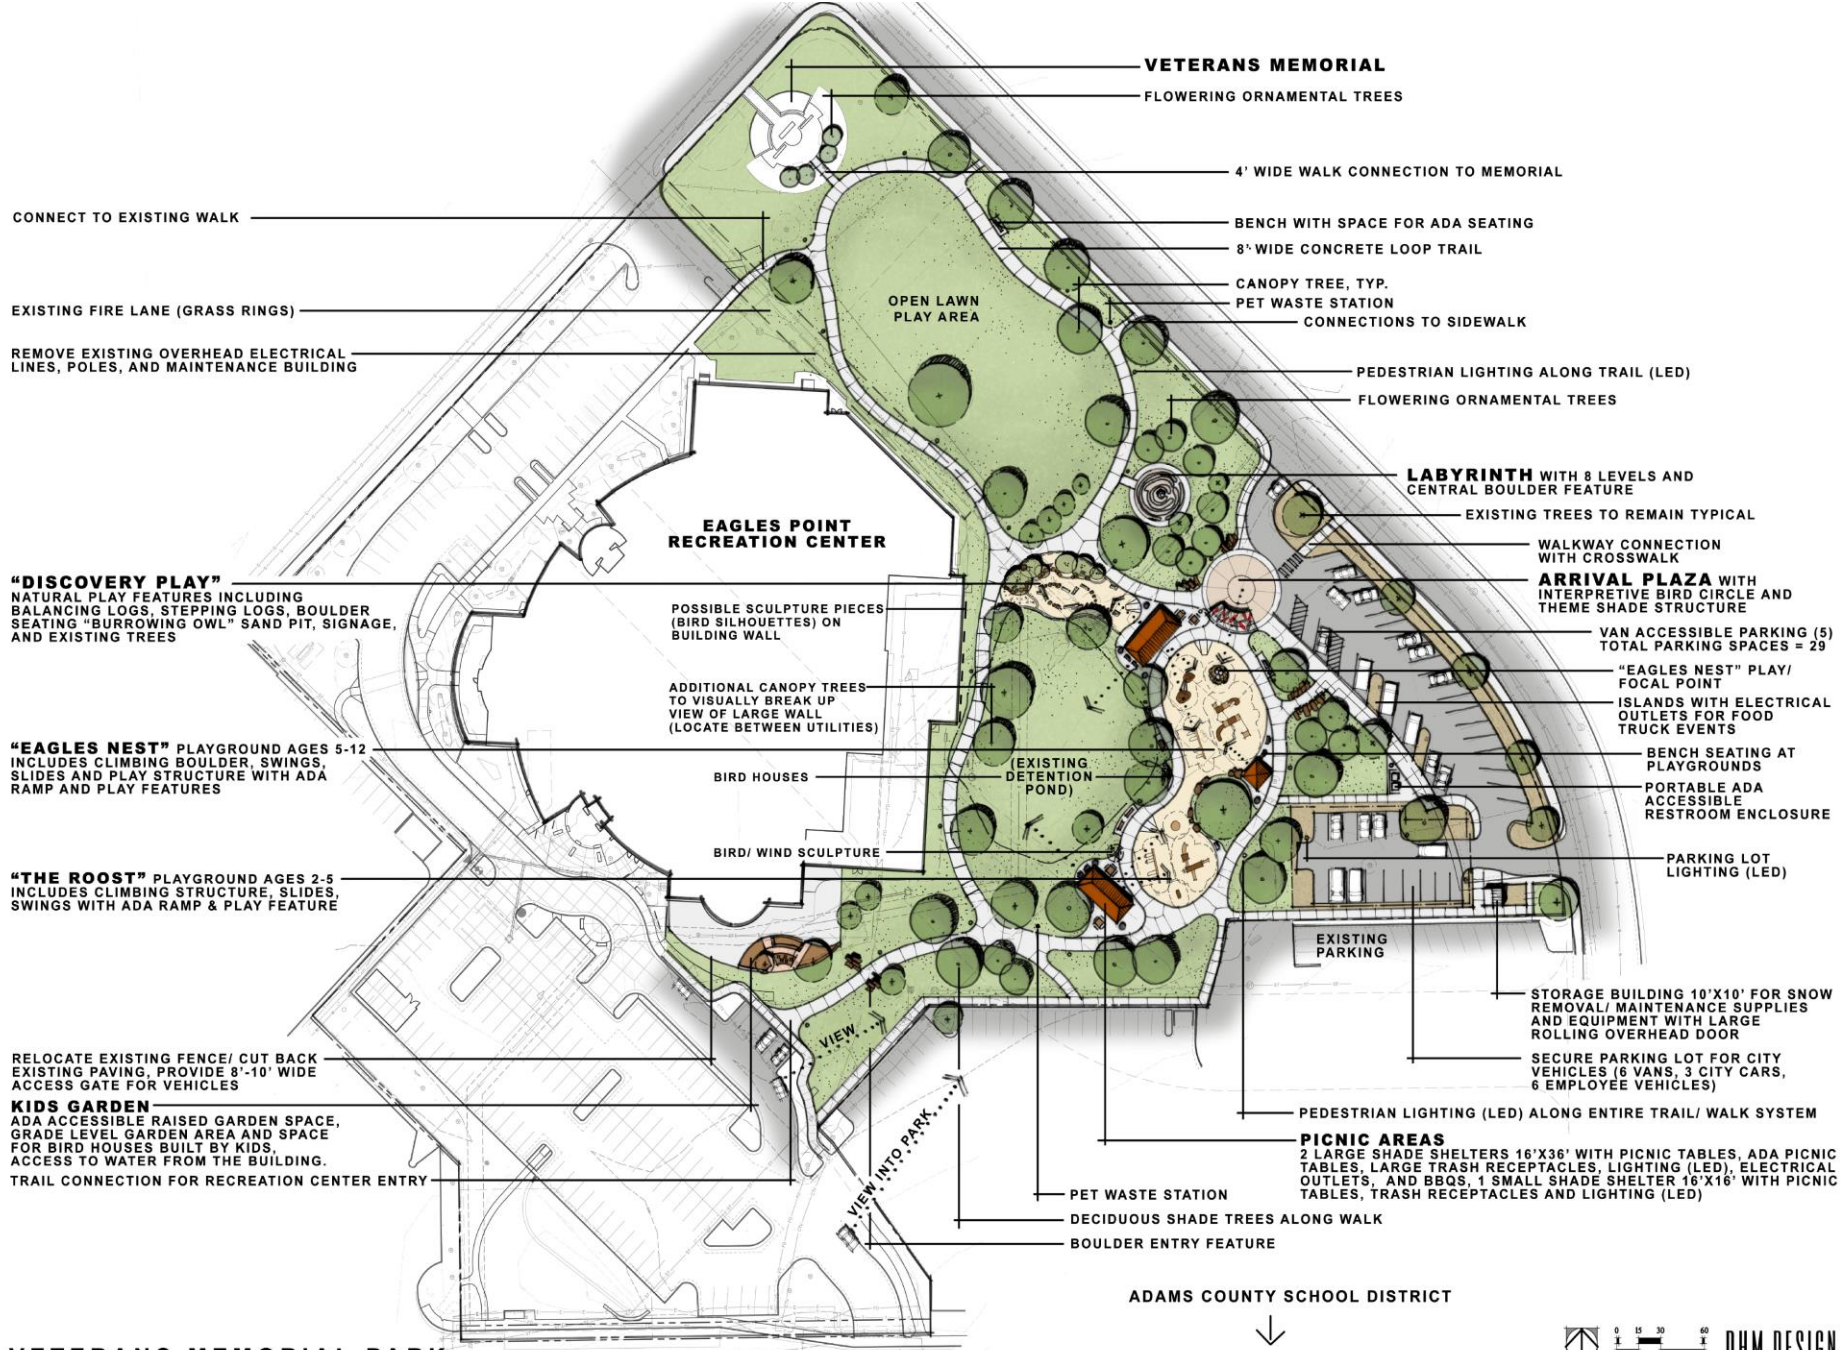 VETERANS MEMORIAL
FLOWERING ORNAMENTAL TREES
4' WIDE WALK CONNECTION TO MEMORIAL
BENCH WITH SPACE FOR ADA SEATING
8' WIDE CONCRETE LOOP TRAIL
CANOPY TREE, TYP.
PET WASTE STATION
CONNECTIONS TO SIDEWALK
PEDESTRIAN LIGHTING ALONG TRAIL (LED)
FLOWERING ORNAMENTAL TREES
LABYRINTH WITH 8 LEVELS AND
CENTRAL BOULDER FEATURE
EXISTING TREES TO REMAIN TYPICAL
WALKWAY CONNECTION
WITH CROSSWALK
ARRIVAL PLAZA WITH
INTERPRETIVE BIRD CIRCLE AND
THEME SHADE STRUCTURE
VAN ACCESSIBLE PARKING (5)
TOTAL PARKING SPACES = 29
"EAGLES NEST" PLAY/
FOCAL POINT
ISLANDS WITH ELECTRICAL
OUTLETS FOR FOOD
TRUCK EVENTS
BENCH SEATING AT
PLAYGROUNDS
PORTABLE ADA
ACCESSIBLE
RESTROOM ENCLOSURE
PARKING LOT
LIGHTING (LED)
EXISTING
PARKING
STORAGE BUILDING 10'X10' FOR SNOW
REMOVAL/ MAINTENANCE SUPPLIES
AND EQUIPMENT WITH LARGE
ROLLING OVERHEAD DOOR
SECURE PARKING LOT FOR CITY
VEHICLES (6 VANS, 3 CITY CARS,
6 EMPLOYEE VEHICLES)
PEDESTRIAN LIGHTING (LED) ALONG ENTIRE TRAIL/ WALK SYSTEM
PICNIC AREAS
2 LARGE SHADE SHELTERS 16'X36' WITH PICNIC TABLES, ADA PICNIC
TABLES, LARGE TRASH RECEPTACLES, LIGHTING (LED), ELECTRICAL
OUTLETS, AND BBQS, 1 SMALL SHADE SHELTER 16'X16' WITH PICNIC
TABLES, TRASH RECEPTACLES AND LIGHTING (LED)
PET WASTE STATION
DECIDUOUS SHADE TREES ALONG WALK
BOULDER ENTRY FEATURE
CONNECT TO EXISTING WALK
EXISTING FIRE LANE (GRASS RINGS)
REMOVE EXISTING OVERHEAD ELECTRICAL
LINES, POLES, AND MAINTENANCE BUILDING
"DISCOVERY PLAY"
NATURAL PLAY FEATURES INCLUDING
BALANCING LOGS, STEPPING LOGS, BOULDER
SEATING "BURROWING OWL" SAND PIT, SIGNAGE,
AND EXISTING TREES
"EAGLES NEST" PLAYGROUND AGES 5-12
INCLUDES CLIMBING BOULDER, SWINGS,
SLIDES AND PLAY STRUCTURE WITH ADA
RAMP AND PLAY FEATURES
"THE ROOST" PLAYGROUND AGES 2-5
INCLUDES CLIMBING STRUCTURE, SLIDES,
SWINGS WITH ADA RAMP & PLAY FEATURE
RELOCATE EXISTING FENCE/ CUT BACK
EXISTING PAVING, PROVIDE 8'-10' WIDE
ACCESS GATE FOR VEHICLES
KIDS GARDEN
ADA ACCESSIBLE RAISED GARDEN SPACE,
GRADE LEVEL GARDEN AREA AND SPACE
FOR BIRD HOUSES BUILT BY KIDS,
ACCESS TO WATER FROM THE BUILDING.
TRAIL CONNECTION FOR RECREATION CENTER ENTRY
OPEN LAWN
PLAY AREA
EAGLES POINT
RECREATION CENTER
POSSIBLE SCULPTURE PIECES
(BIRD SILHOUETTES) ON
BUILDING WALL
ADDITIONAL CANOPY TREES
TO VISUALLY BREAK UP
VIEW OF LARGE WALL
(LOCATE BETWEEN UTILITIES)
BIRD HOUSES
(EXISTING
DETENTION
POND)
BIRD/ WIND SCULPTURE
VIEW
VIEW INTO PARK
ADAMS COUNTY SCHOOL DISTRICT
VETERANS MEMORIAL PARK
0 15 30 60
DHM DESIGN